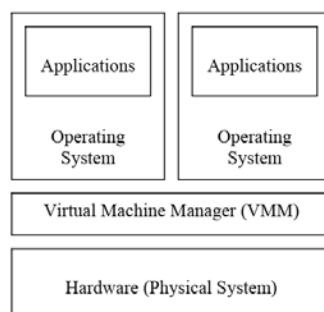 Applications
Applications
Operating
System
Operating
System
Virtual Machine Manager (VMM)
Hardware (Physical System)